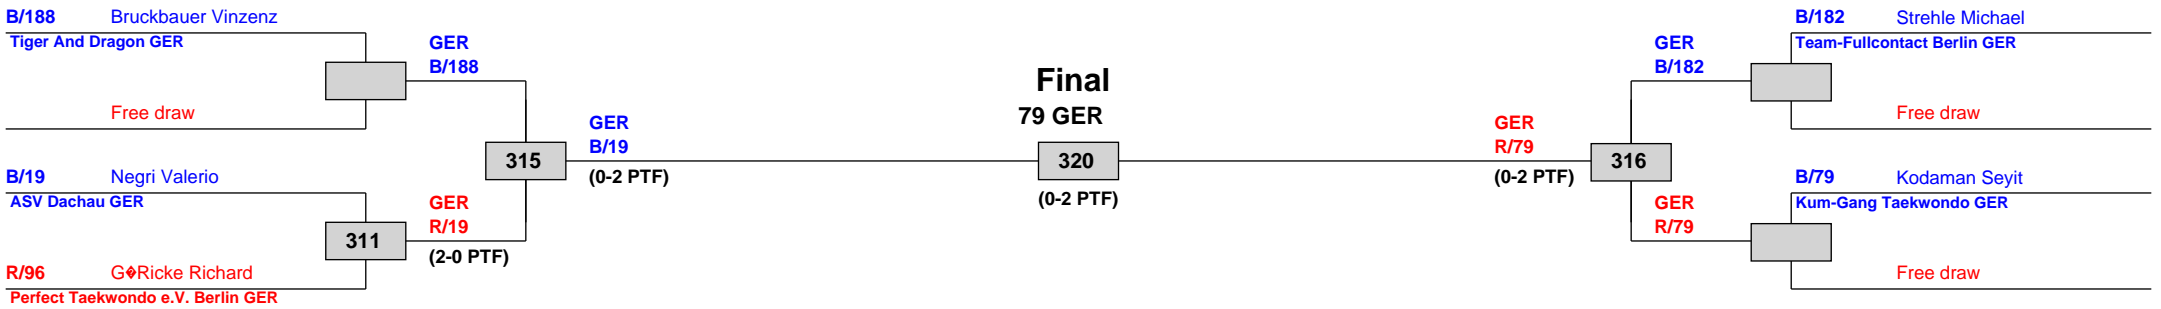 B/188 Bruckbauer Vinzenz
Tiger And Dragon GER
Free draw
GER
B/188
B/19 Negri Valerio
ASV Dachau GER
311
R/96 G�Ricke Richard
Perfect Taekwondo e.V. Berlin GER
GER
R/19
(2-0 PTF)
315
GER
B/19
(0-2 PTF)
Final
79 GER
320
(0-2 PTF)
GER
R/79
(0-2 PTF)
316
GER
B/182
GER
R/79
B/182 Strehle Michael
Team-Fullcontact Berlin GER
Free draw
B/79 Kodaman Seyit
Kum-Gang Taekwondo GER
Free draw